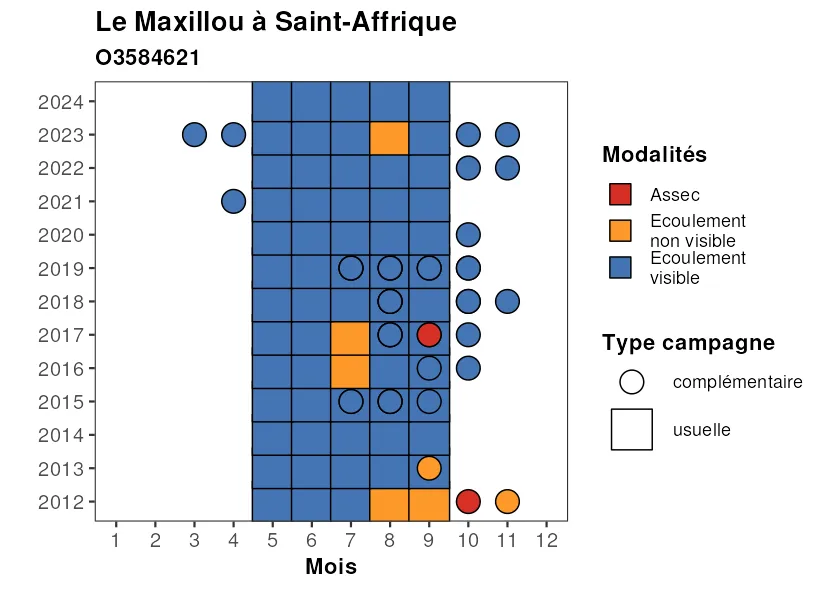 Le Maxillou à Saint-Affrique
O3584621
2024
2023
2022
2021
2020
2019
2018
2017
2016
2015
2014
2013
2012
1 2 3 4 5 6 7 8 9 10 11 12
Mois
Modalités
Assec
Ecoulement
non visible
Ecoulement
visible
Type campagne
complémentaire
usuelle